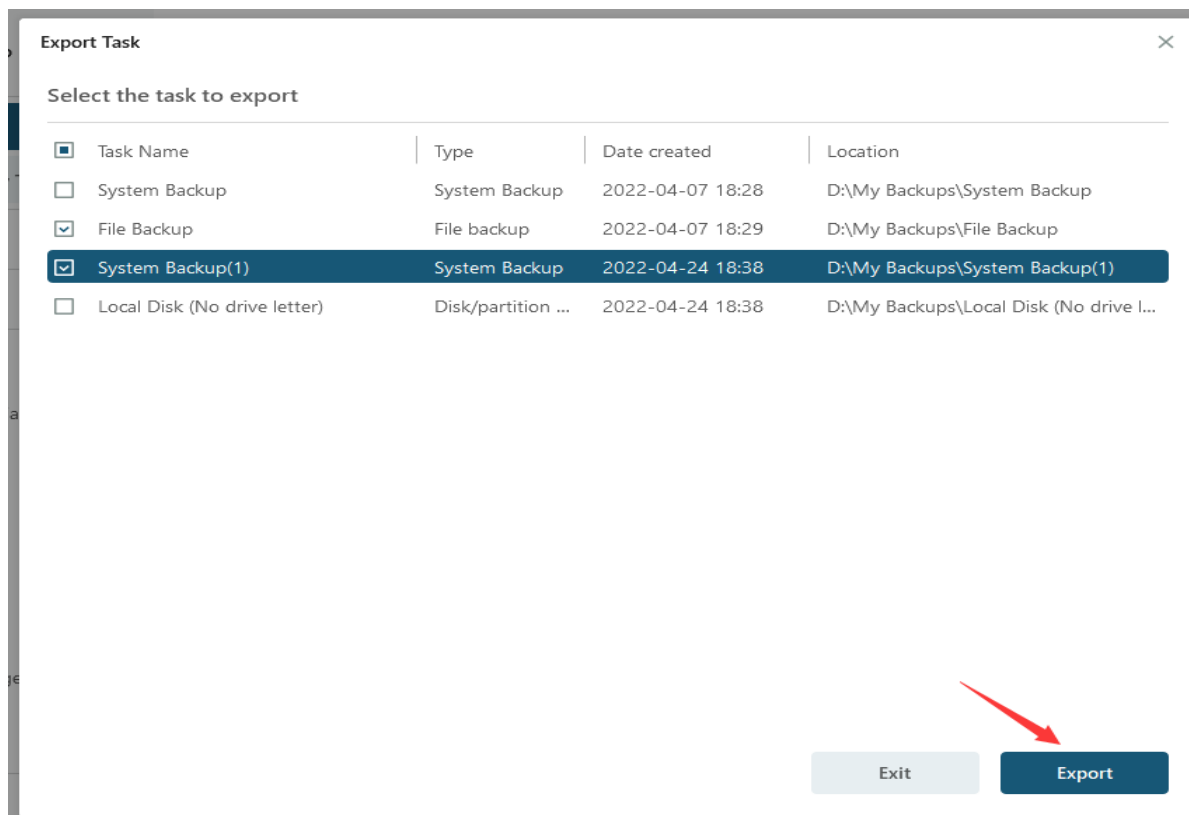 Export Task
Select the task to export
Task Name Type Date created Location
System Backup System Backup 2022-04-07 18:28 D:\My Backups\System Backup
File Backup File backup 2022-04-07 18:29 D:\My Backups\File Backup
System Backup(1) System Backup 2022-04-24 18:38 D:\My Backups\System Backup(1)
Local Disk (No drive letter) Disk/partition ... 2022-04-24 18:38 D:\My Backups\Local Disk (No drive l...
Exit Export